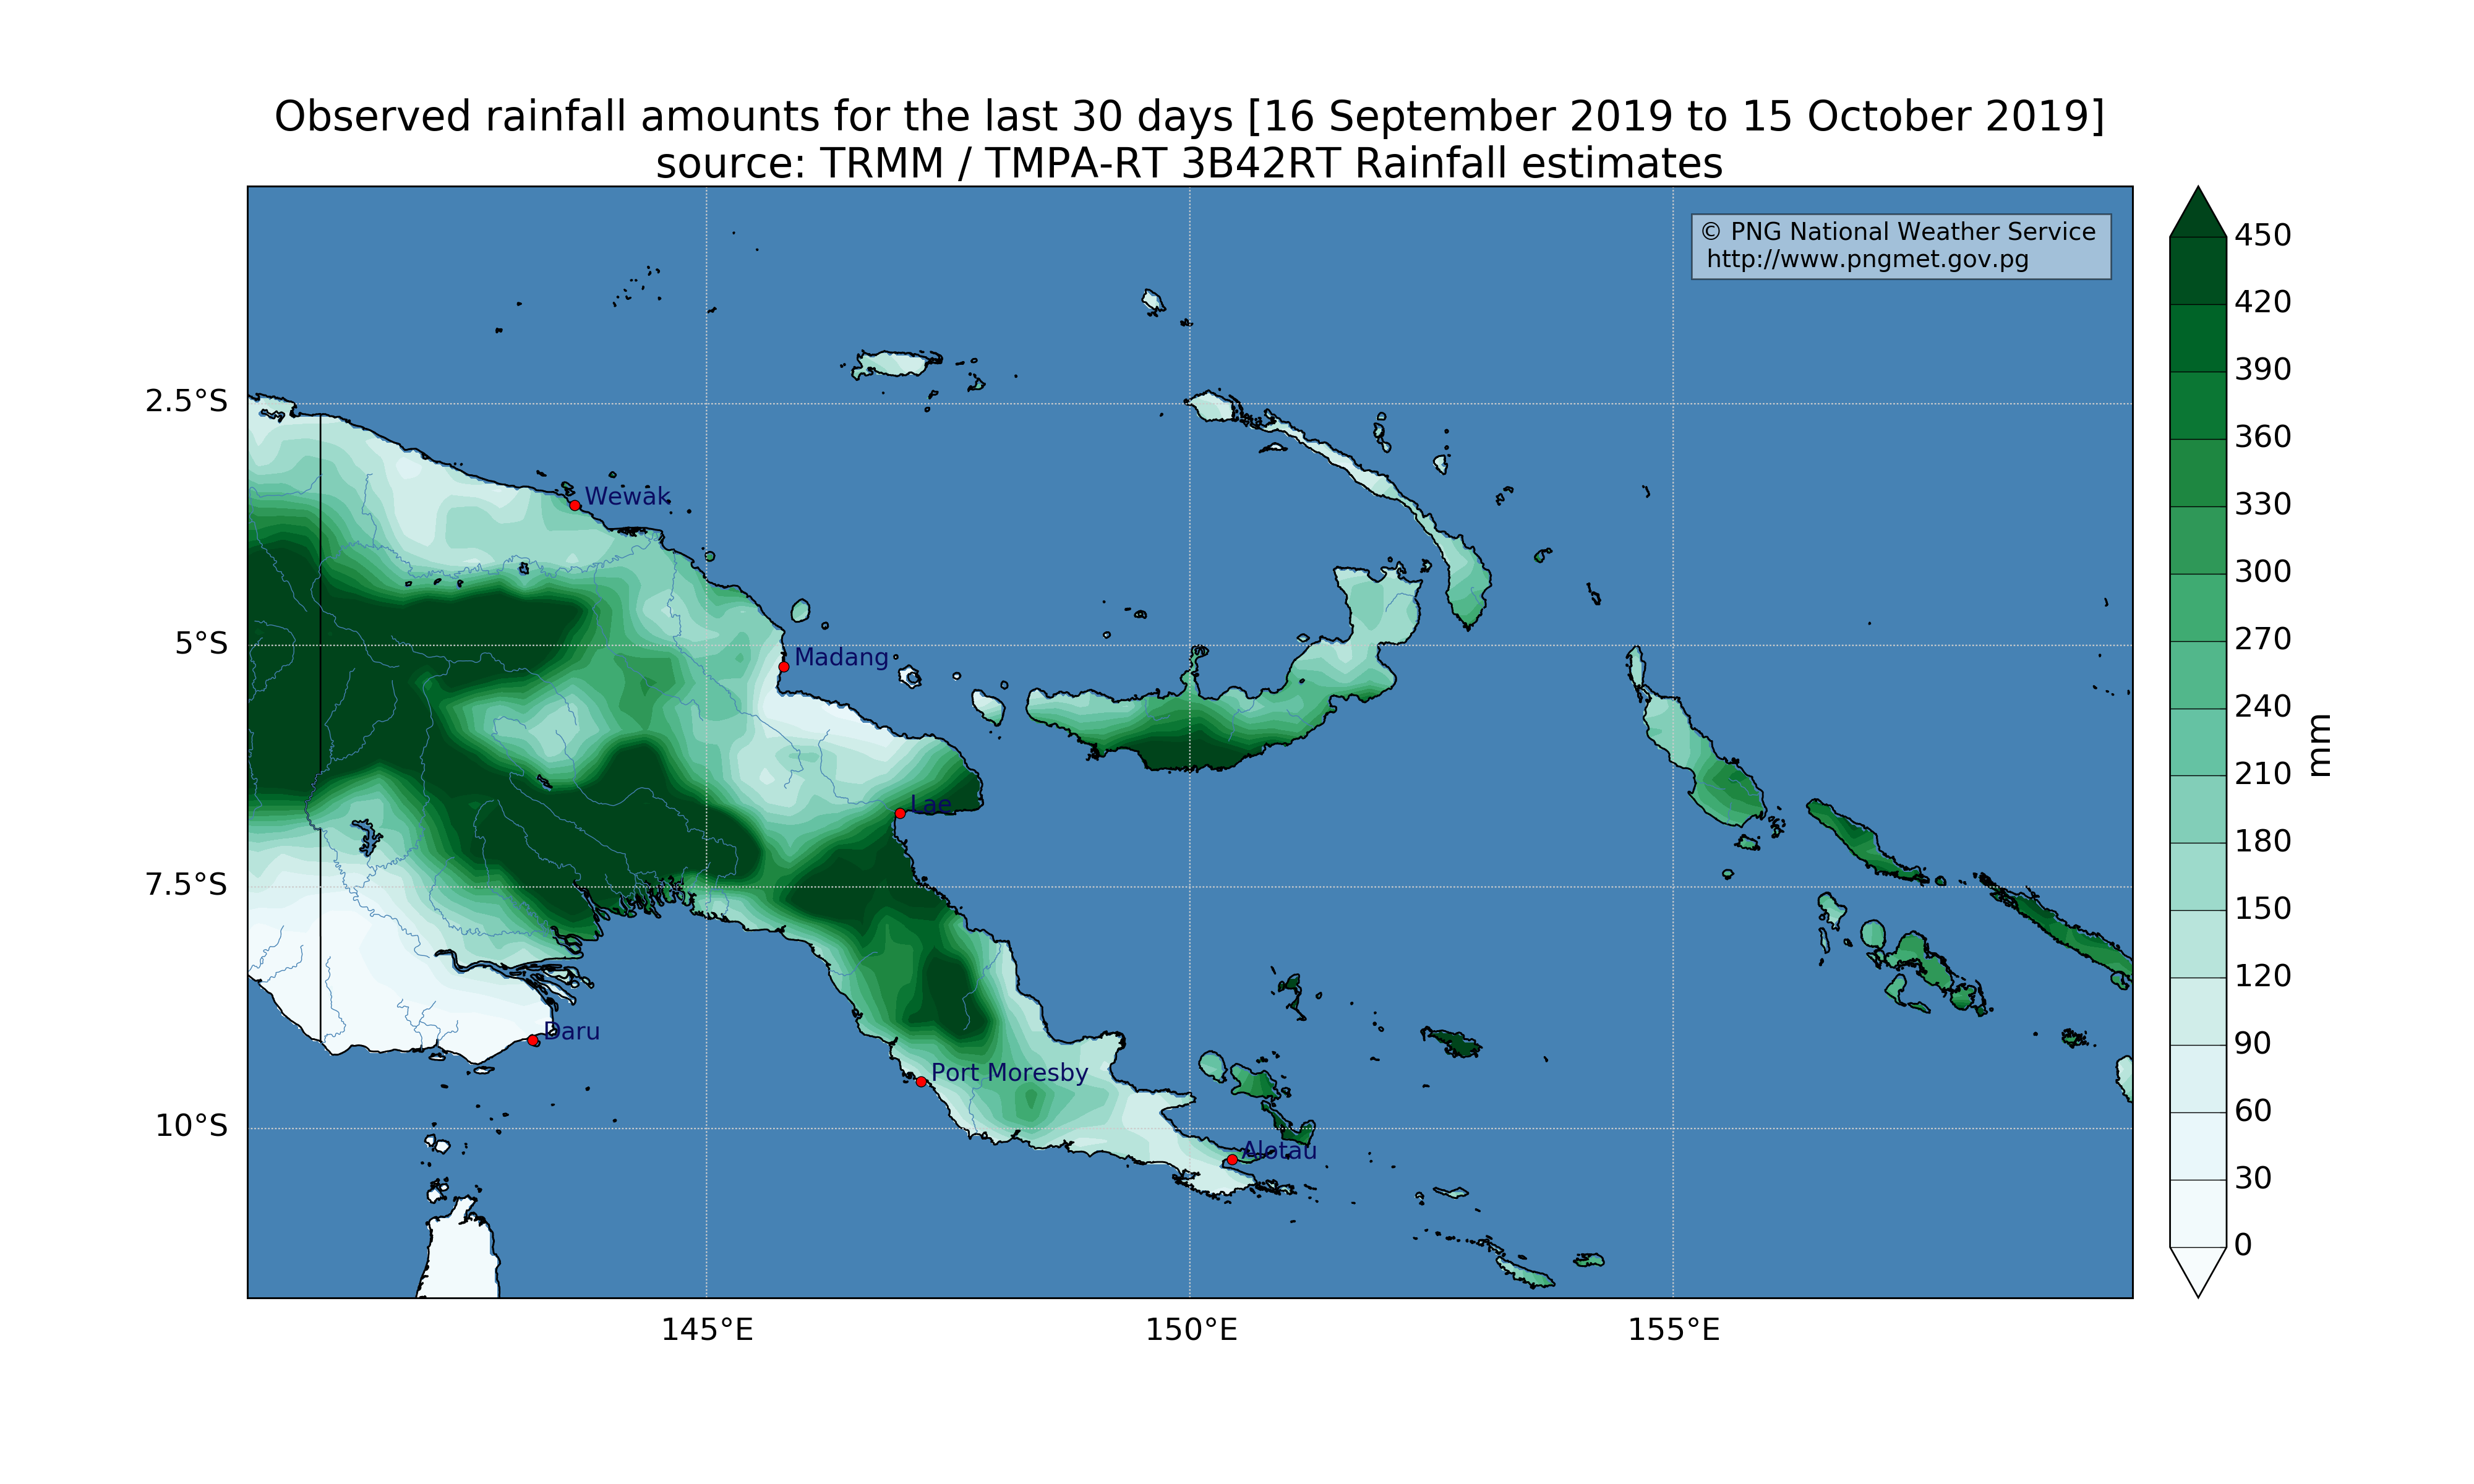 Observed rainfall amounts for the last 30 days [16 September 2019 to 15 October 2019]
source: TRMM / TMPA-RT 3B42RT Rainfall estimates
© PNG National Weather Service
http://www.pngmet.gov.pg
450
420
390
360
330
300
270
240
210
180
150
120
90
60
30
0
mm
2.5°S
5°S
7.5°S
10°S
Wewak
Madang
Lae
Daru
Port Moresby
Alotau
145°E
150°E
155°E